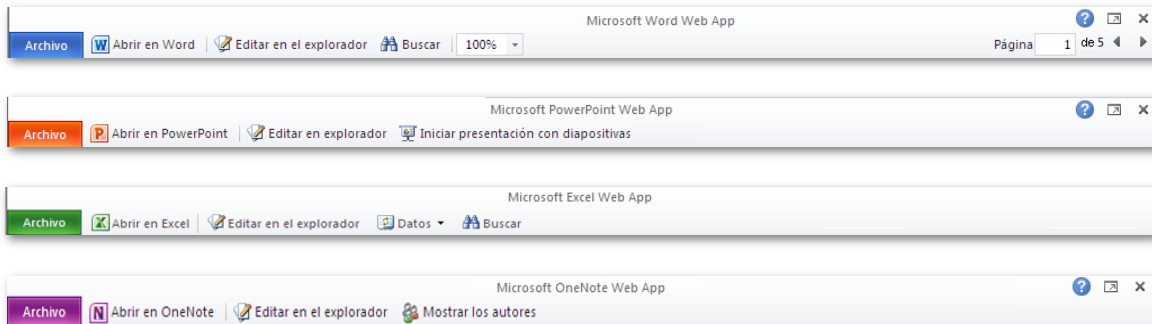 Microsoft Word Web App
Archivo Abrir en Word Editar en el explorador Buscar 100% Página 1 de 5
Microsoft PowerPoint Web App
Archivo Abrir en PowerPoint Editar en explorador Iniciar presentación con diapositivas
Microsoft Excel Web App
Archivo Abrir en Excel Editar en el explorador Datos Buscar
Microsoft OneNote Web App
Archivo Abrir en OneNote Editar en el explorador Mostrar los autores